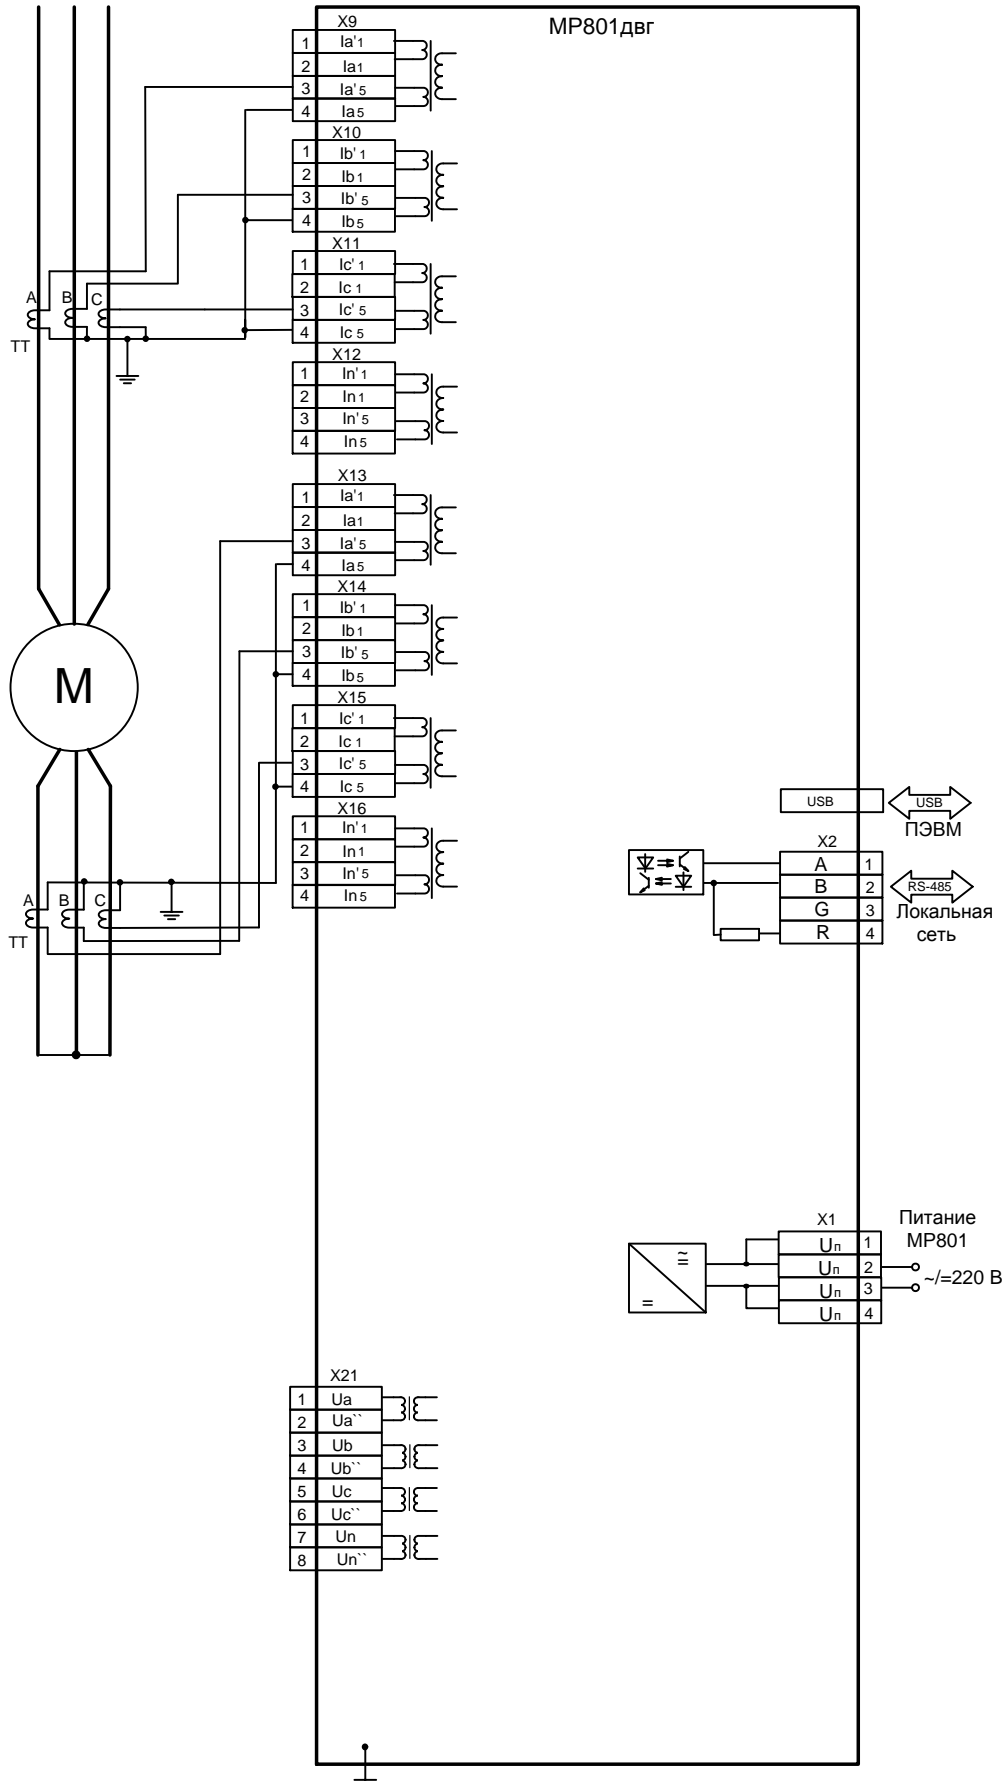 МР801двг
X9
1 Ia'1
2 Ia1
3 Ia'5
4 Ia5
X10
1 Ib'1
2 Ib1
3 Ib'5
4 Ib5
X11
1 Ic'1
2 Ic1
3 Ic'5
4 Ic5
A B C
ТТ
X12
1 In'1
2 In1
3 In'5
4 In5
X13
1 Ia'1
2 Ia1
3 Ia'5
4 Ia5
X14
1 Ib'1
2 Ib1
3 Ib'5
4 Ib5
M
X15
1 Ic'1
2 Ic1
3 Ic'5
4 Ic5
X16
1 In'1
2 In1
3 In'5
4 In5
A B C
ТТ
USB
USB
ПЭВМ
X2
A 1
B 2
G 3
R 4
RS-485
Локальная
сеть
X1
Uп 1
Uп 2
Uп 3
Uп 4
Питание
МР801
~/=220 В
≃
=
X21
1 Ua
2 Ua``
3 Ub
4 Ub``
5 Uc
6 Uc``
7 Un
8 Un``